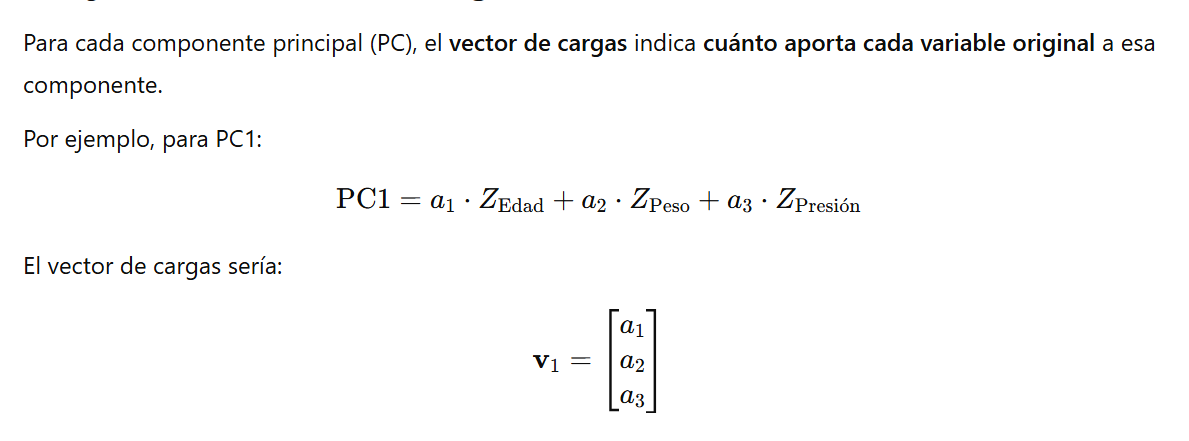 Para cada componente principal (PC), el vector de cargas indica cuánto aporta cada variable original a esa
componente.
Por ejemplo, para PC1:
PC1 = a₁ · Z_Edad + a₂ · Z_Peso + a₃ · Z_Presión
El vector de cargas sería:
v₁ = [a₁
a₂
a₃]